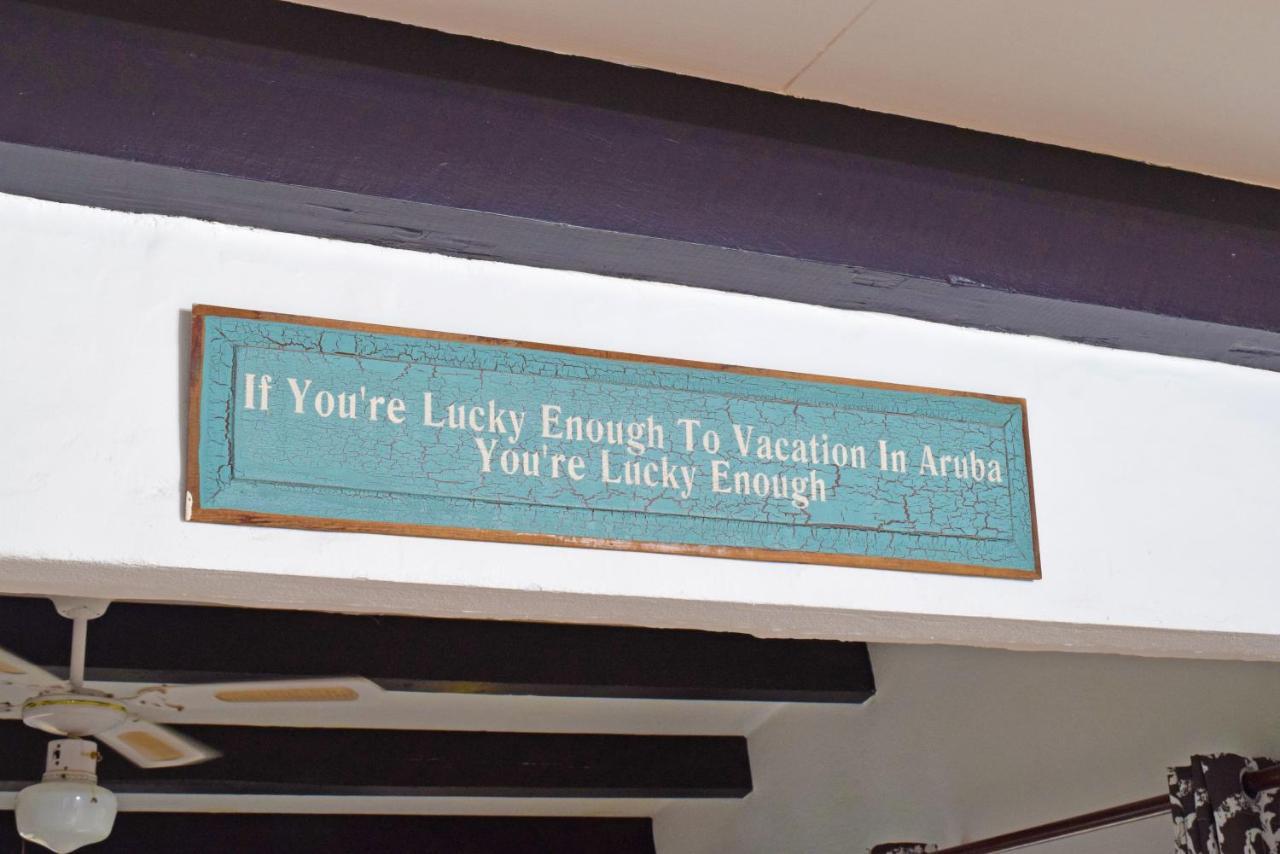 If You're Lucky Enough To Vacation In Aruba
You're Lucky Enough